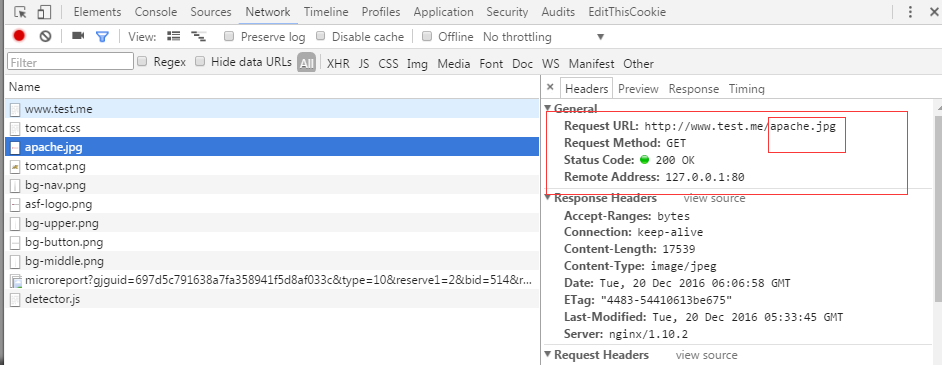 Elements Console Sources Network Timeline Profiles Application Security Audits EditThisCookie
View: Preserve log Disable cache Offline No throttling
Filter Regex Hide data URLs All XHR JS CSS Img Media Font Doc WS Manifest Other
Name
www.test.me
tomcat.css
apache.jpg
tomcat.png
bg-nav.png
asf-logo.png
bg-upper.png
bg-button.png
bg-middle.png
microreport?gjguid=697d5c791638a7fa358941f5d8af033c&type=10&reserve1=2&bid=514&r...
detector.js
Headers Preview Response Timing
General
Request URL: http://www.test.me/apache.jpg
Request Method: GET
Status Code: 200 OK
Remote Address: 127.0.0.1:80
Response Headers view source
Accept-Ranges: bytes
Connection: keep-alive
Content-Length: 17539
Content-Type: image/jpeg
Date: Tue, 20 Dec 2016 06:06:58 GMT
ETag: "4483-54410613be675"
Last-Modified: Tue, 20 Dec 2016 05:33:45 GMT
Server: nginx/1.10.2
Request Headers view source